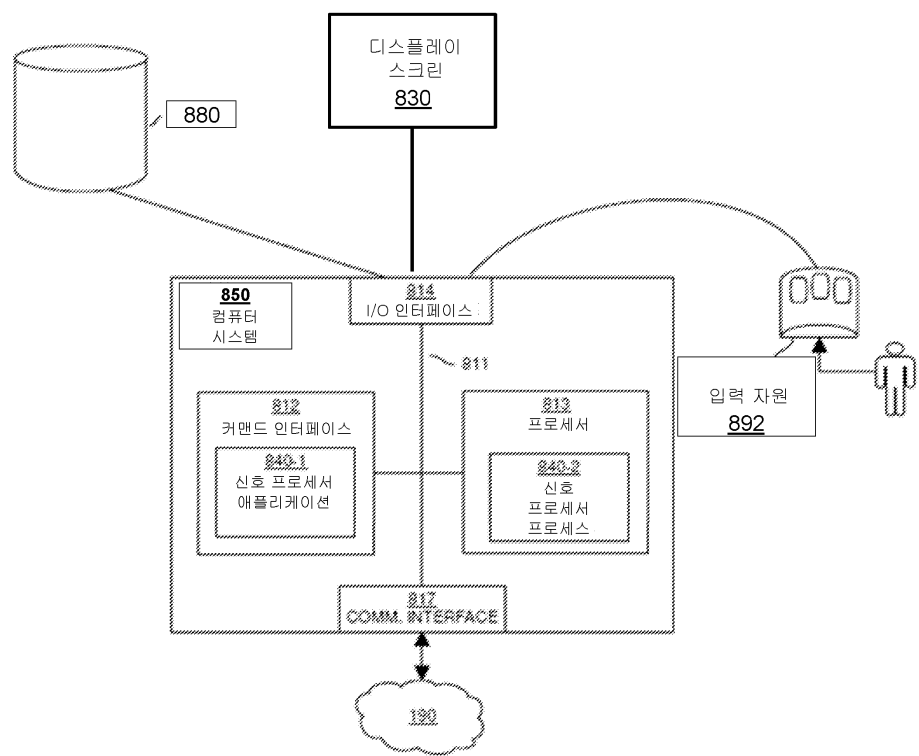 디스플레이
스크린
830
880
850
컴퓨터
시스템
814
I/O 인터페이스
811
812
커맨드 인터페이스
840-1
신호 프로세서
애플리케이션
813
프로세서
840-2
신호
프로세서
프로세스
입력 자원
892
817
COMM. INTERFACE
190